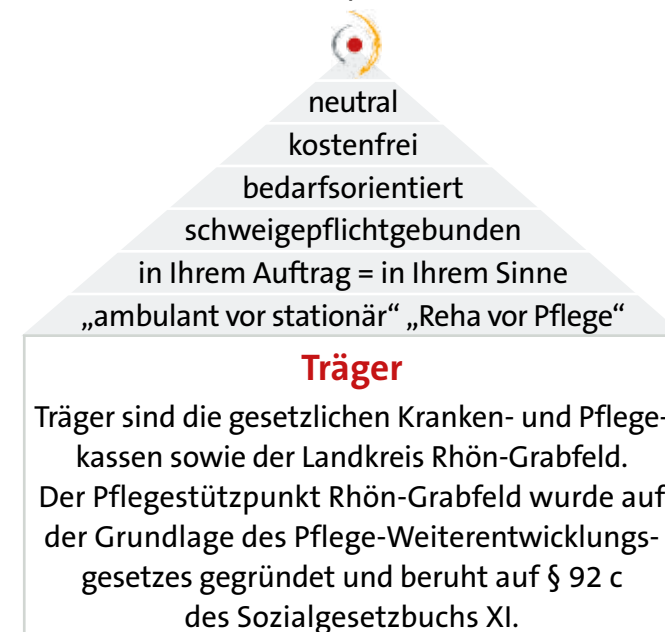 neutral
kostenfrei
bedarfsorientiert
schweigepflichtgebunden
in Ihrem Auftrag = in Ihrem Sinne
„ambulant vor stationär“ „Reha vor Pflege“
Träger
Träger sind die gesetzlichen Kranken- und Pflege-
kassen sowie der Landkreis Rhön-Grabfeld.
Der Pflegestützpunkt Rhön-Grabfeld wurde auf
der Grundlage des Pflege-Weiterentwicklungs-
gesetzes gegründet und beruht auf § 92 c
des Sozialgesetzbuchs XI.